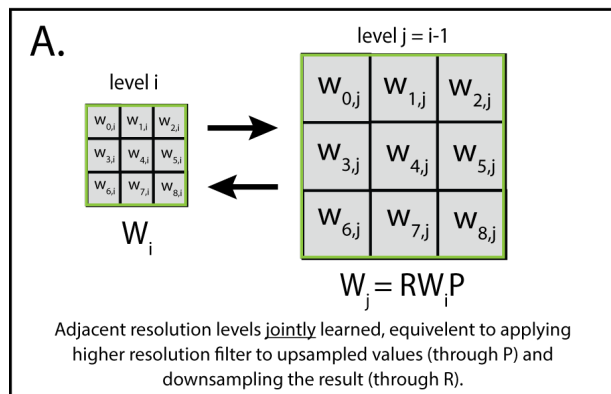 A.
level i
level j = i-1
w0,i w1,i w2,i
w3,i w4,i w5,i
w6,i w7,i w8,i
w0,j w1,j w2,j
w3,j w4,j w5,j
w6,j w7,j w8,j
Wi
Wj = RWiP
Adjacent resolution levels jointly learned, equivelent to applying
higher resolution filter to upsampled values (through P) and
downsampling the result (through R).